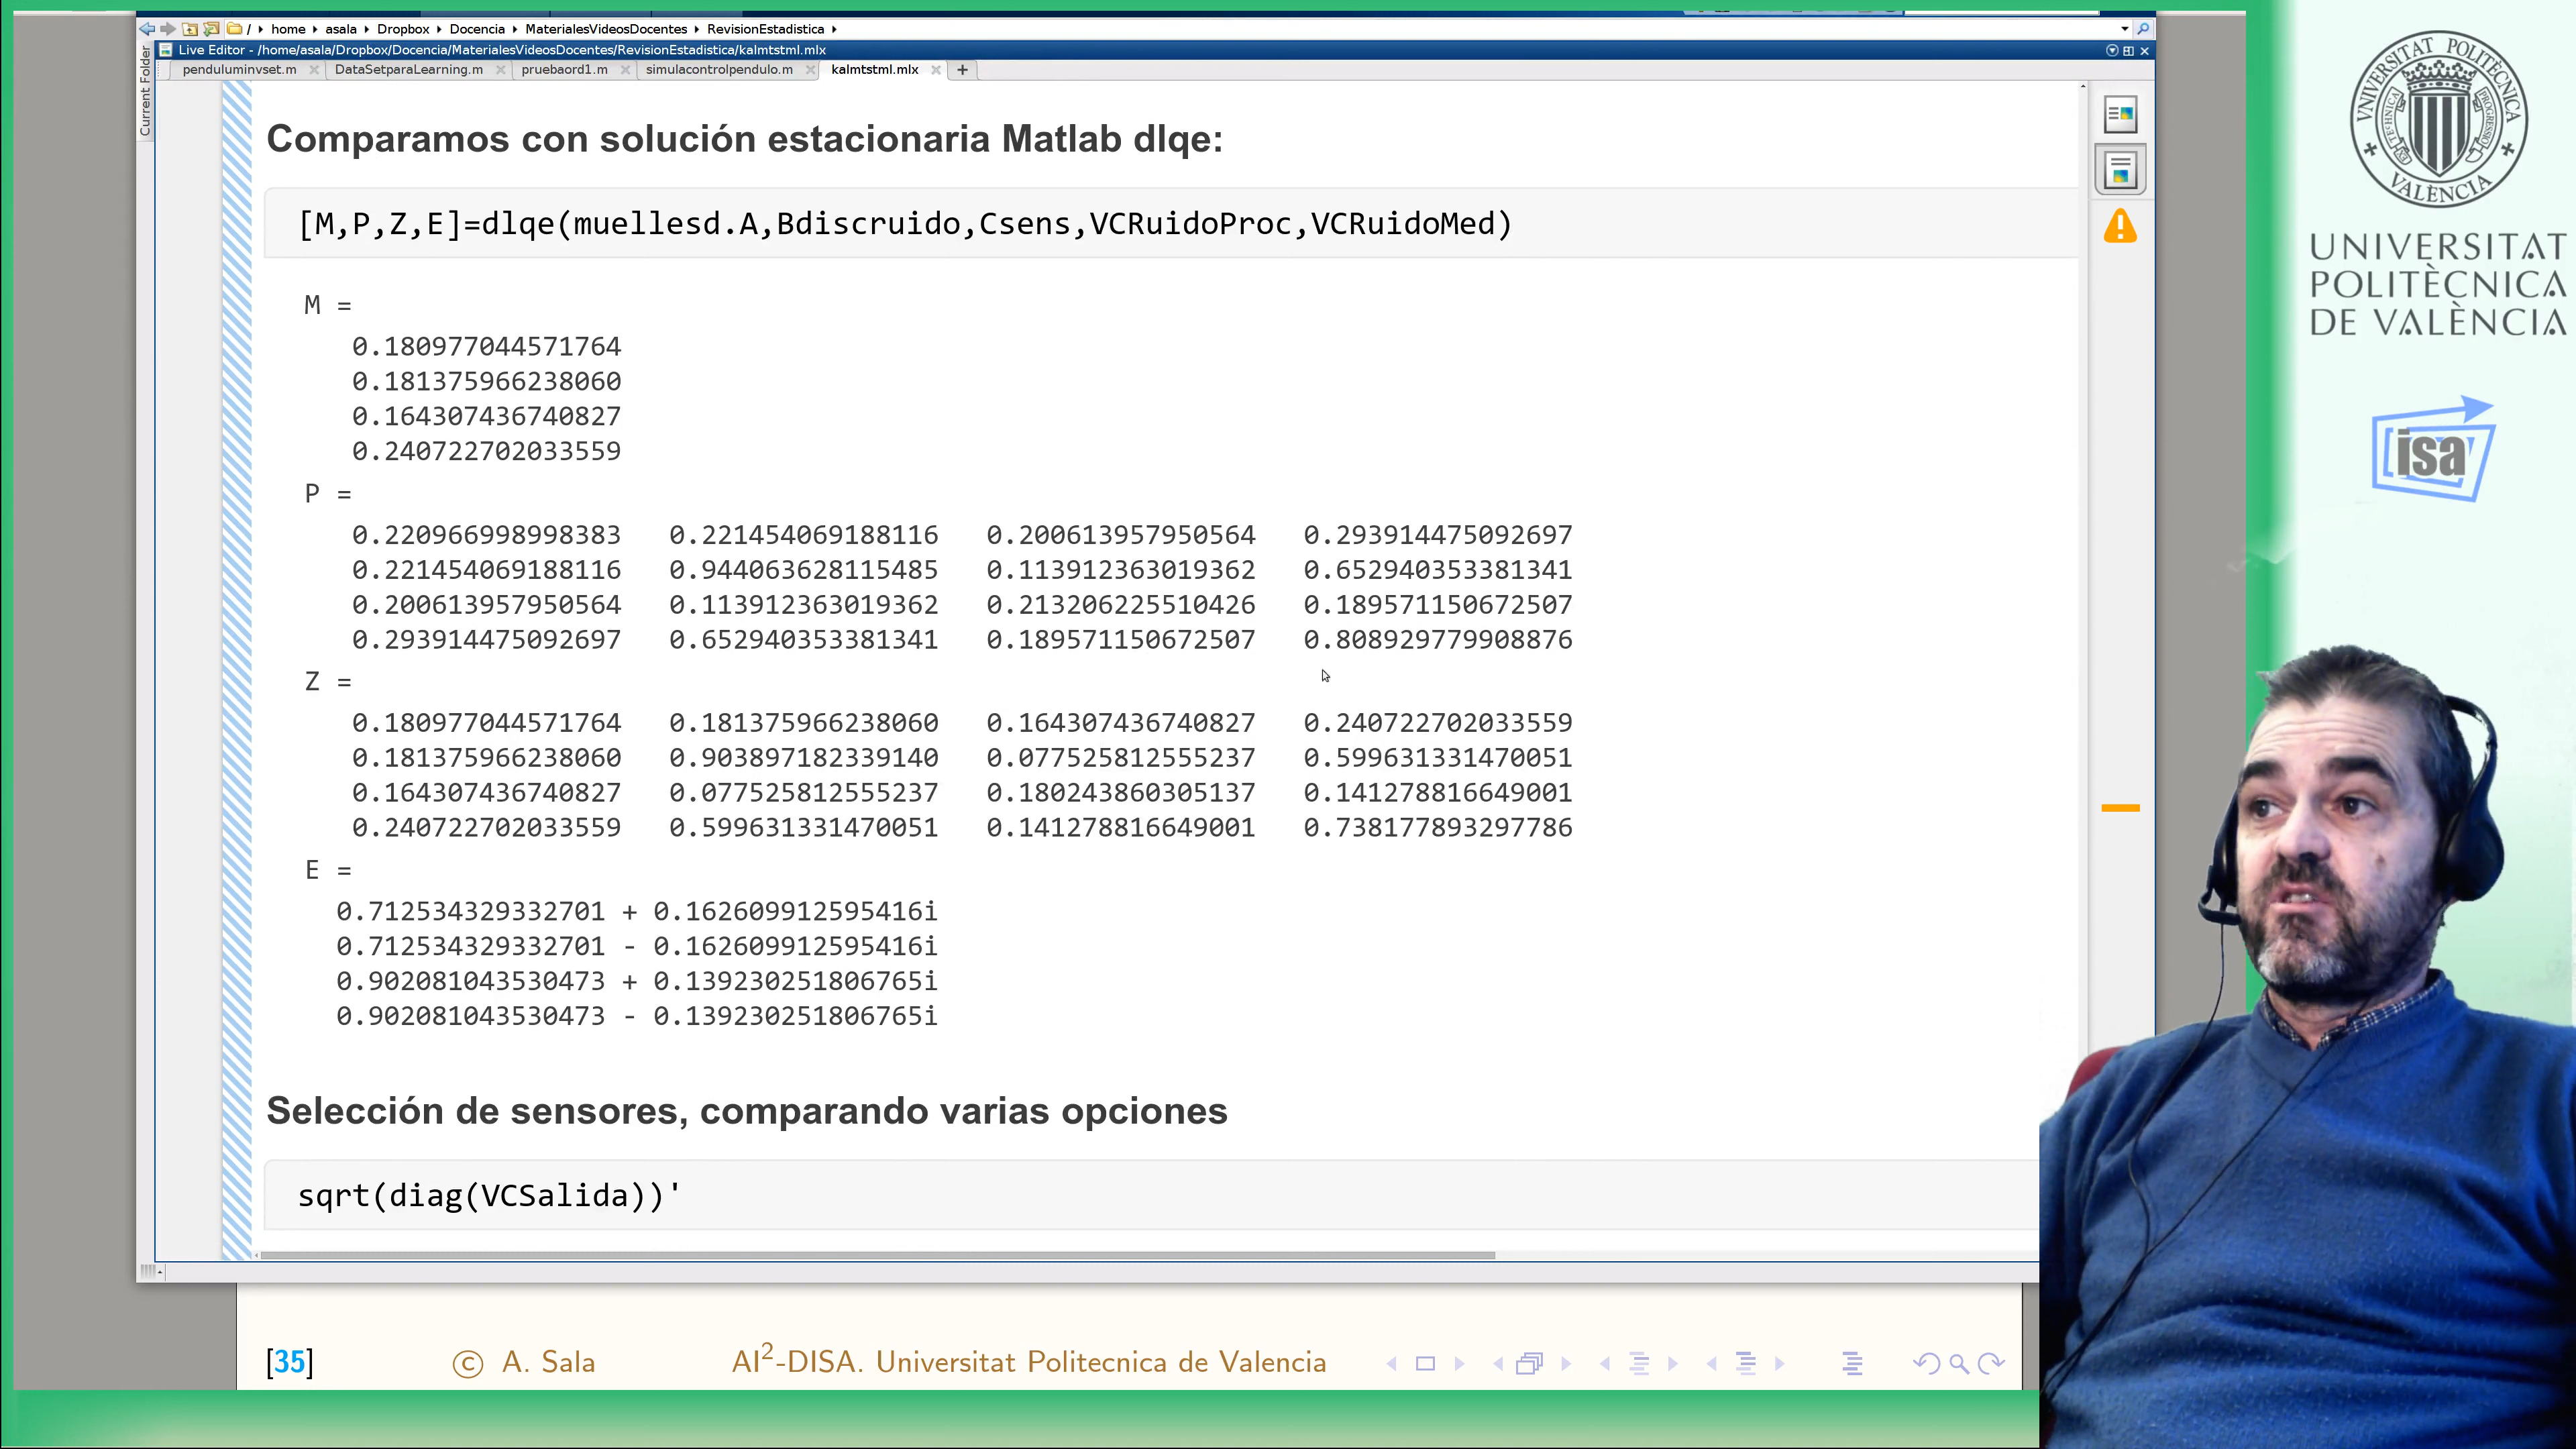 / ▸ home ▸ asala ▸ Dropbox ▸ Docencia ▸ MaterialesVideosDocentes ▸ RevisionEstadistica ▸
Current Folder
Live Editor - /home/asala/Dropbox/Docencia/MaterialesVideosDocentes/RevisionEstadistica/kalmtstml.mlx
penduluminvset.m DataSetparaLearning.m pruebaord1.m simulacontrolpendulo.m kalmtstml.mlx +
Comparamos con solución estacionaria Matlab dlqe:
[M,P,Z,E]=dlqe(muellesd.A,Bdiscruido,Csens,VCRuidoProc,VCRuidoMed)
M =
0.180977044571764
0.181375966238060
0.164307436740827
0.240722702033559
P =
0.220966998998383 0.221454069188116 0.200613957950564 0.293914475092697
0.221454069188116 0.944063628115485 0.113912363019362 0.652940353381341
0.200613957950564 0.113912363019362 0.213206225510426 0.189571150672507
0.293914475092697 0.652940353381341 0.189571150672507 0.808929779908876
Z =
0.180977044571764 0.181375966238060 0.164307436740827 0.240722702033559
0.181375966238060 0.903897182339140 0.077525812555237 0.599631331470051
0.164307436740827 0.077525812555237 0.180243860305137 0.141278816649001
0.240722702033559 0.599631331470051 0.141278816649001 0.738177893297786
E =
0.712534329332701 + 0.162609912595416i
0.712534329332701 - 0.162609912595416i
0.902081043530473 + 0.139230251806765i
0.902081043530473 - 0.139230251806765i
Selección de sensores, comparando varias opciones
sqrt(diag(VCSalida))'
[35] © A. Sala AI²-DISA. Universitat Politecnica de Valencia
UNIVERSITAT POLITÈCNICA
VALÈNCIA
UNIVERSITAT
POLITÈCNICA
DE VALÈNCIA
isa